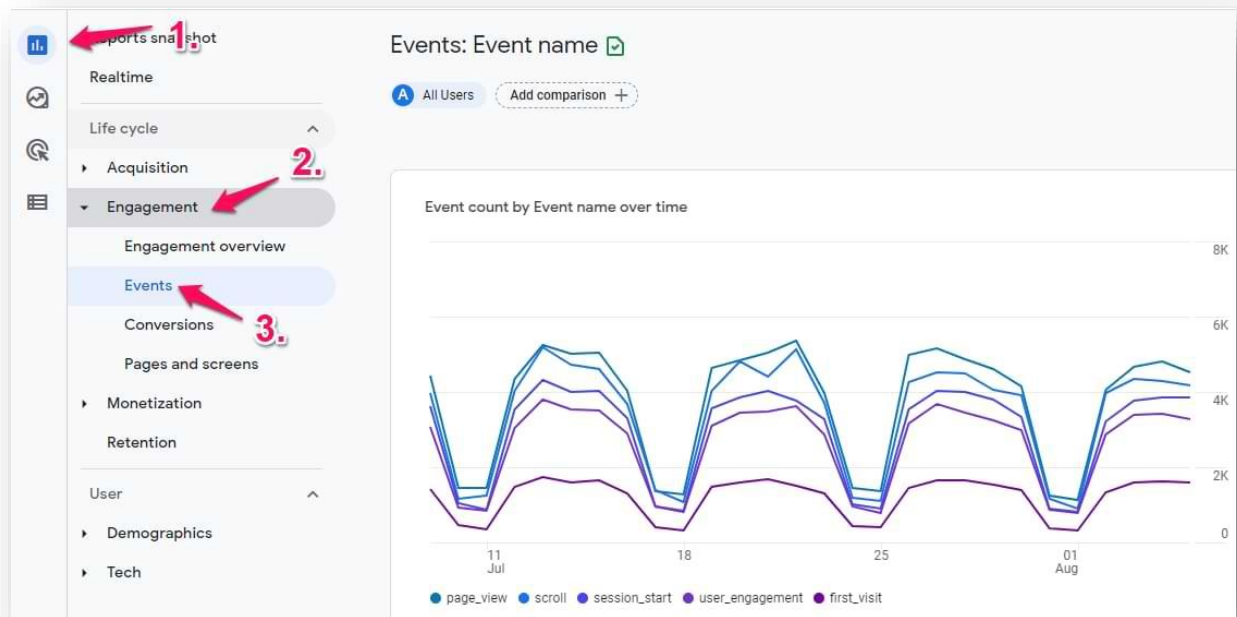 1.
Reports snapshot
Realtime
Life cycle
Acquisition
2.
Engagement
Engagement overview
Events
Conversions
3.
Pages and screens
Monetization
Retention
User
Demographics
Tech
Events: Event name
A All Users Add comparison +
Event count by Event name over time
8K
6K
4K
2K
0
11 18 25 01
Jul Aug
page_view scroll session_start user_engagement first_visit